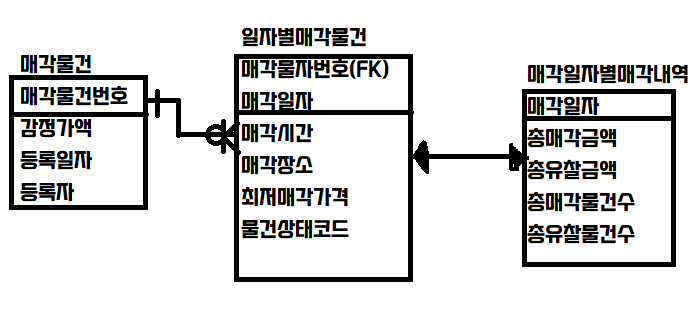 매각물건
매각물건번호
감정가액
등록일자
등록자
일자별매각물건
매각물자번호(FK)
매각일자
매각시간
매각장소
최저매각가격
물건상태코드
매각일자별매각내역
매각일자
총매각금액
총유찰금액
총매각물건수
총유찰물건수